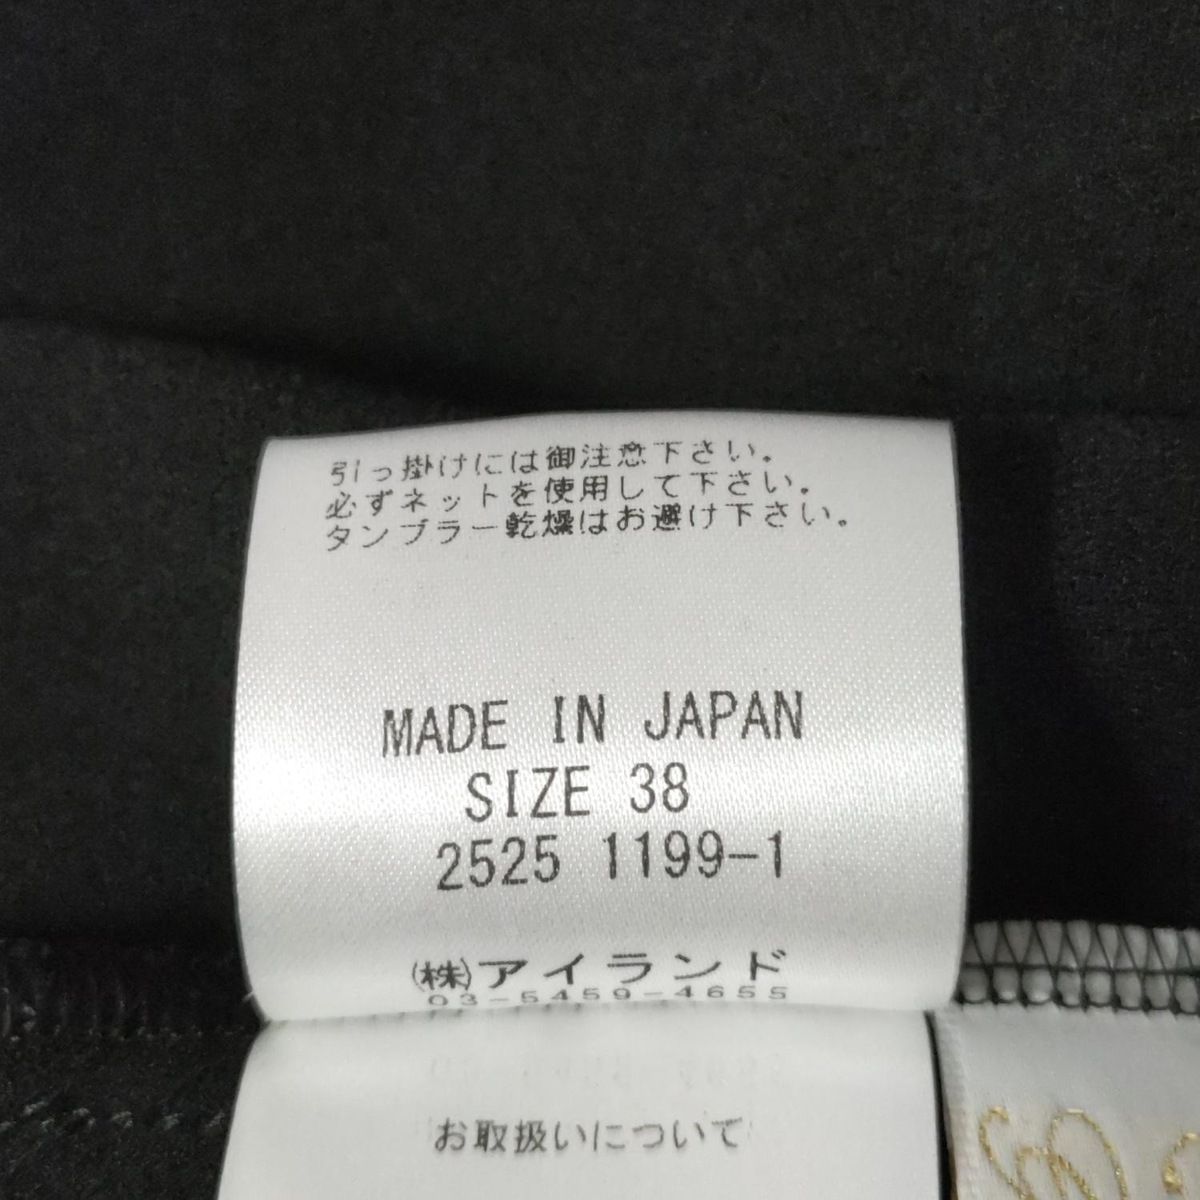 引っ掛けには御注意下さい。
必ずネットを使用して下さい。
タンブラー乾燥はお避け下さい。
MADE IN JAPAN
SIZE 38
2525 1199-1
(株)アイランド
03-5459-4655
お取扱いについて